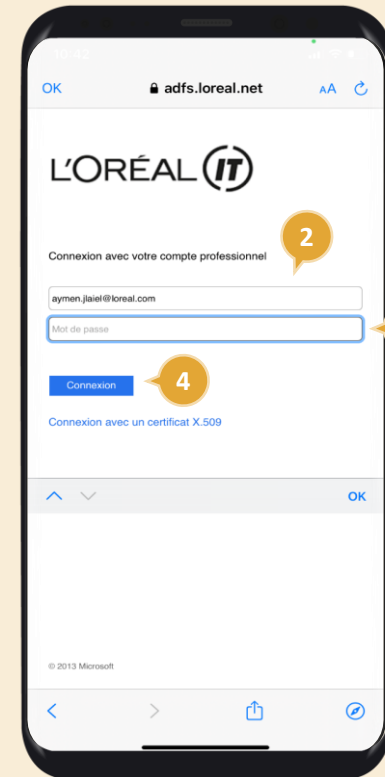 10:42
OK adfs.loreal.net AA
L'ORÉAL IT
2
Connexion avec votre compte professionnel
aymen.jlaiel@loreal.com
Mot de passe
Connexion 4
Connexion avec un certificat X.509
OK
© 2013 Microsoft